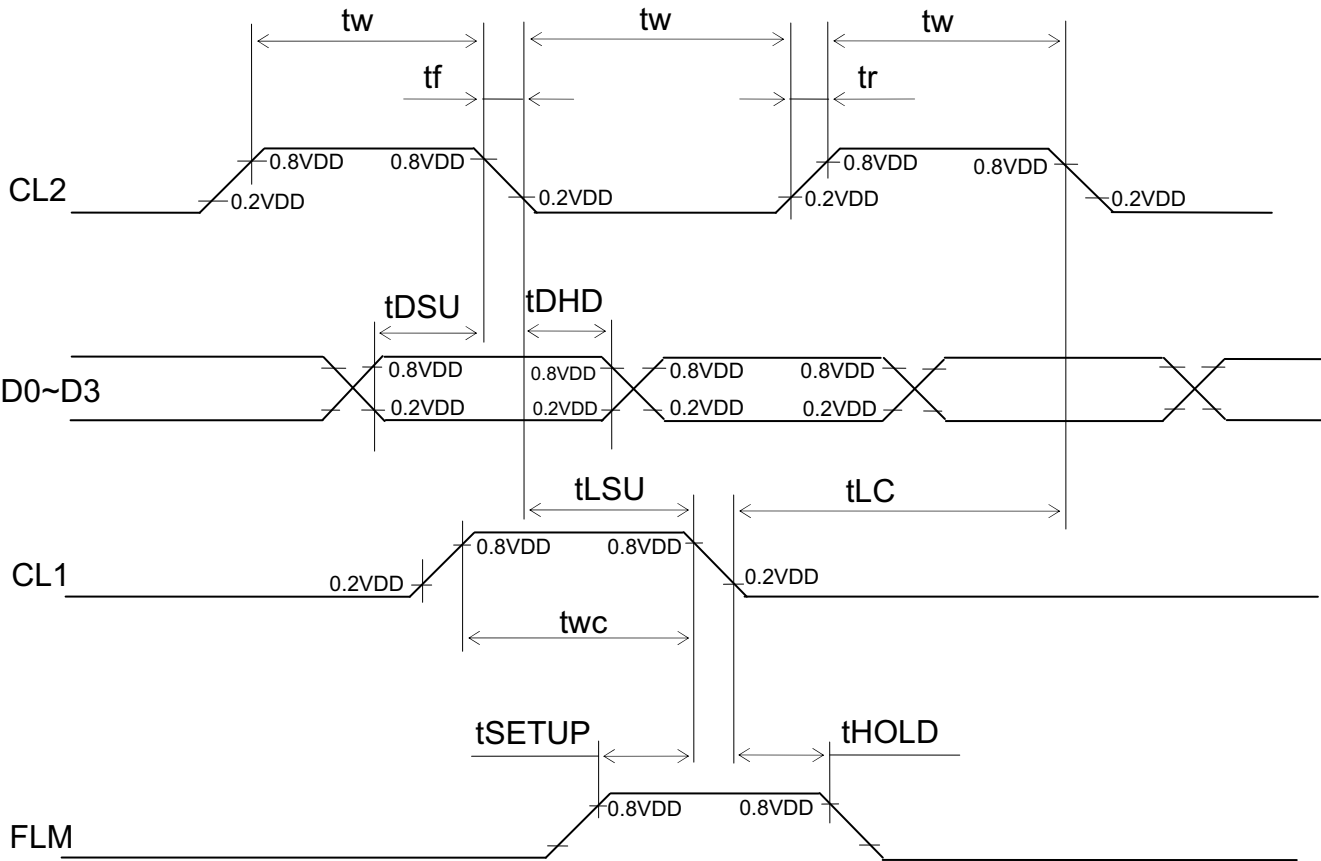 tw tw tw
tf tr
0.8VDD 0.8VDD 0.8VDD 0.8VDD
CL2 0.2VDD 0.2VDD 0.2VDD 0.2VDD
tDSU tDHD
0.8VDD 0.8VDD 0.8VDD 0.8VDD
D0~D3 0.2VDD 0.2VDD 0.2VDD 0.2VDD
tLSU tLC
0.8VDD 0.8VDD
CL1 0.2VDD 0.2VDD
twc
tSETUP tHOLD
0.8VDD 0.8VDD
FLM